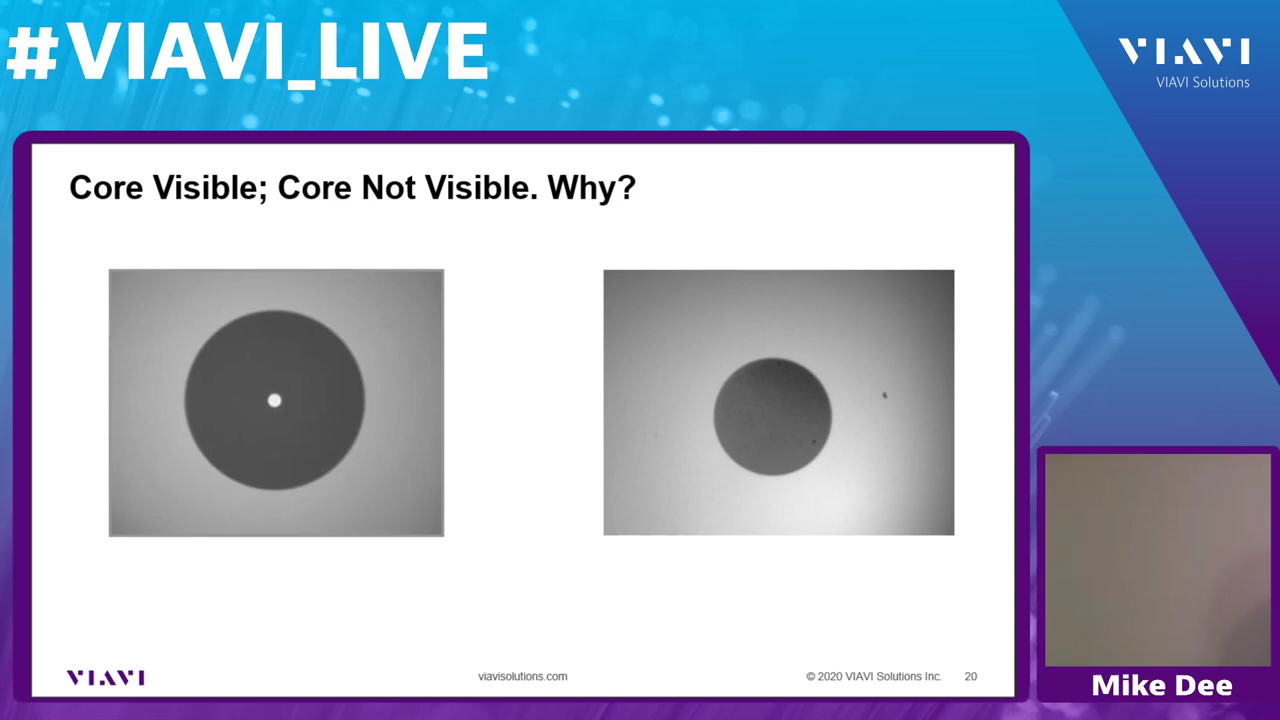 #VIAVI_LIVE
VIAVI
VIAVI Solutions
Core Visible; Core Not Visible. Why?
VIAVI
viavisolutions.com
© 2020 VIAVI Solutions Inc.
20
Mike Dee